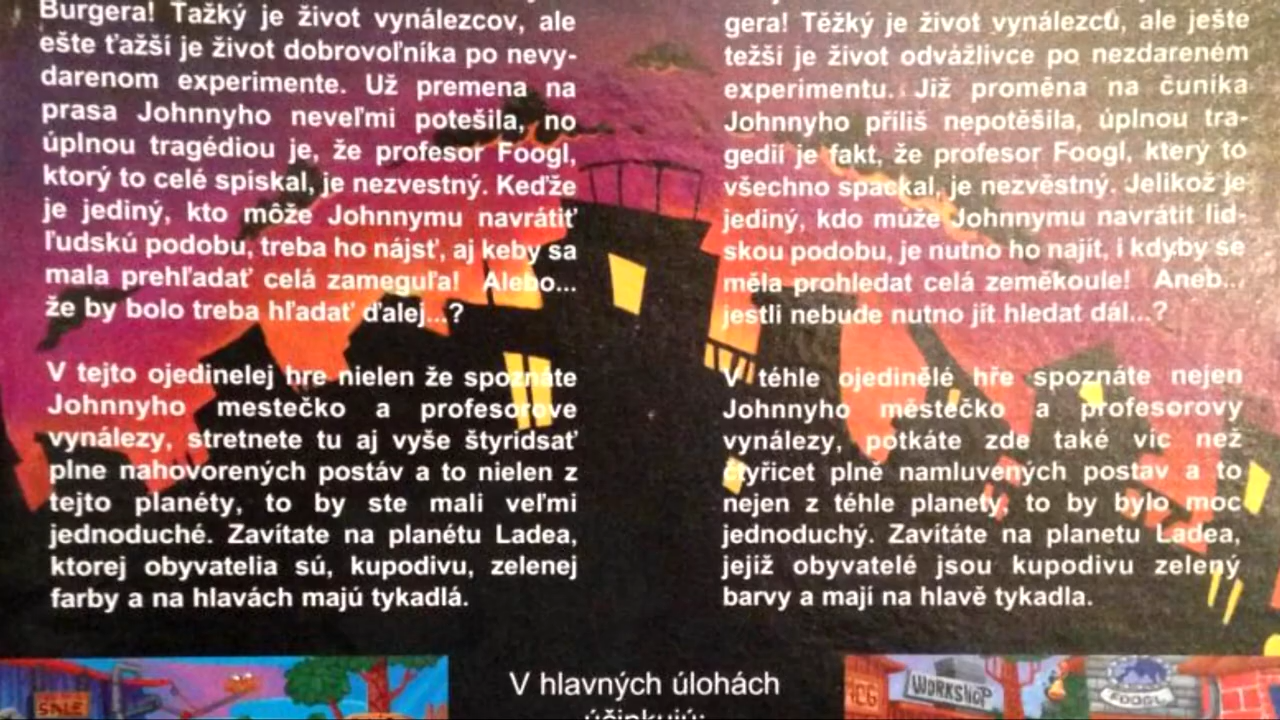 Burgera! Tažký je život vynálezcov, ale
ešte ťažší je život dobrovoľníka po nevy-
darenom experimente. Už premena na
prasa Johnnyho neveľmi potešila, no
úplnou tragédiou je, že profesor Foogl,
ktorý to celé spískal, je nezvestný. Keďže
je jediný, kto môže Johnnymu navrátiť
ľudskú podobu, treba ho nájsť, aj keby sa
mala prehľadať celá zameguľa! Alebo...
že by bolo treba hľadať ďalej...?
V tejto ojedinelej hre nielen že spoznáte
Johnnyho mestečko a profesorove
vynálezy, stretnete tu aj vyše štyridsať
plne nahovorených postáv a to nielen z
tejto planéty, to by ste mali veľmi
jednoduché. Zavítate na planétu Ladea,
ktorej obyvatelia sú, kupodivu, zelenej
farby a na hlavách majú tykadlá.
gera! Těžký je život vynálezců, ale ješte
težší je život odvážlivce po nezdareném
experimentu. Již proměna na čuníka
Johnnyho příliš nepotěšila, úplnou tra-
gedií je fakt, že profesor Foogl, který to
všechno spackal, je nezvěstný. Jelikož je
jediný, kdo může Johnnymu navrátit lid-
skou podobu, je nutno ho najít, i kdyby se
měla prohledat celá zeměkoule! Aneb...
jestli nebude nutno jít hledat dál...?
V téhle ojedinělé hře spoznáte nejen
Johnnyho městečko a profesorovy
vynálezy, potkáte zde také víc než
čtyřicet plně namluvených postav a to
nejen z téhle planety, to by bylo moc
jednoduchý. Zavítáte na planetu Ladea,
jejíž obyvatelé jsou kupodivu zelený
barvy a mají na hlavě tykadla.
V hlavných úlohách
účinkujú:
SALE
WORKSHOP
FOOGL